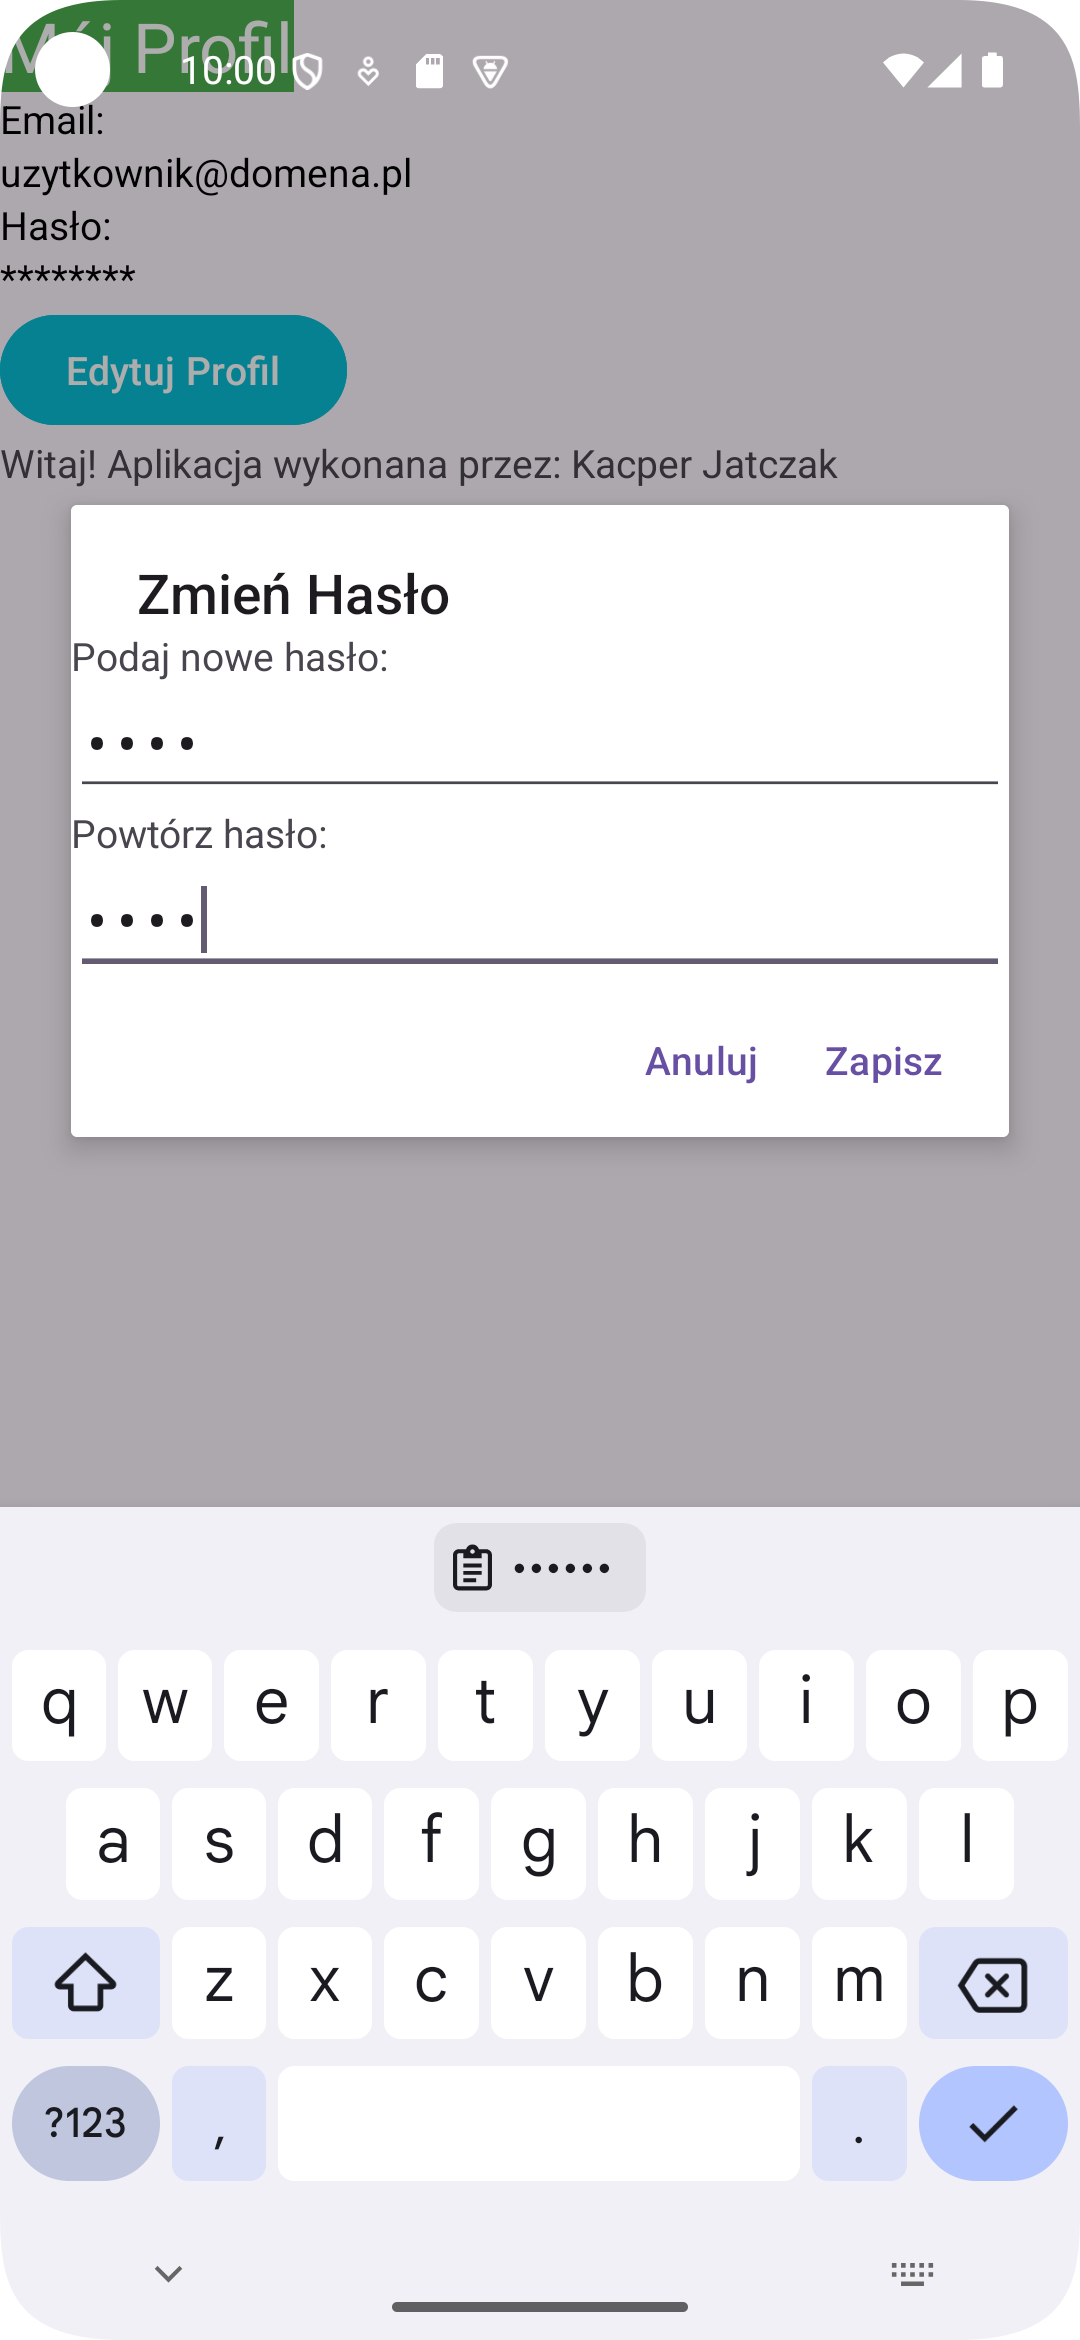 Mój Profil
10:00
Email:
uzytkownik@domena.pl
Hasło:
********
Edytuj Profil
Witaj! Aplikacja wykonana przez: Kacper Jatczak
Zmień Hasło
Podaj nowe hasło:
••••
Powtórz hasło:
••••
Anuluj Zapisz
••••••
q w e r t y u i o p
a s d f g h j k l
z x c v b n m
?123 , .